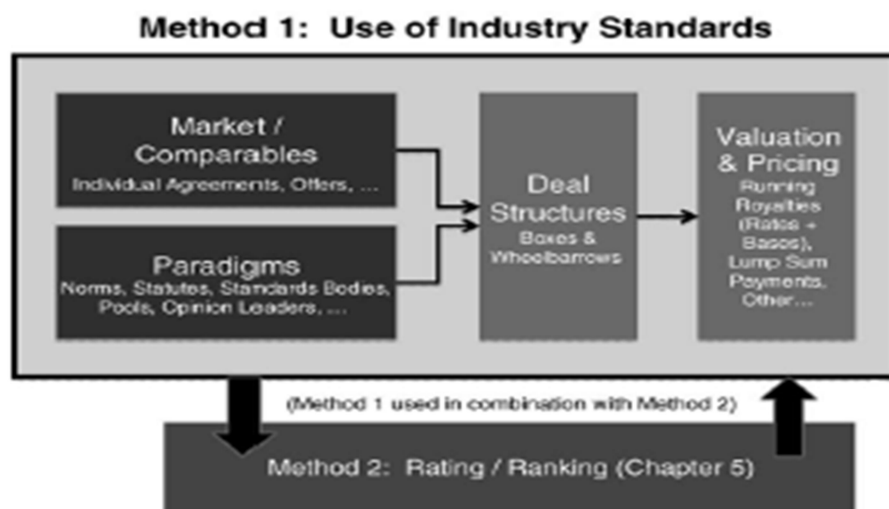 Method 1: Use of Industry Standards
Market /
Comparables
Individual Agreements, Offers, ...
Paradigms
Norms, Statutes, Standards Bodies,
Pools, Opinion Leaders, ...
Deal
Structures
Boxes &
Wheelbarrows
Valuation
& Pricing
Running
Royalties
(Rates +
Bases),
Lump Sum
Payments,
Other...
(Method 1 used in combination with Method 2)
Method 2: Rating / Ranking (Chapter 5)